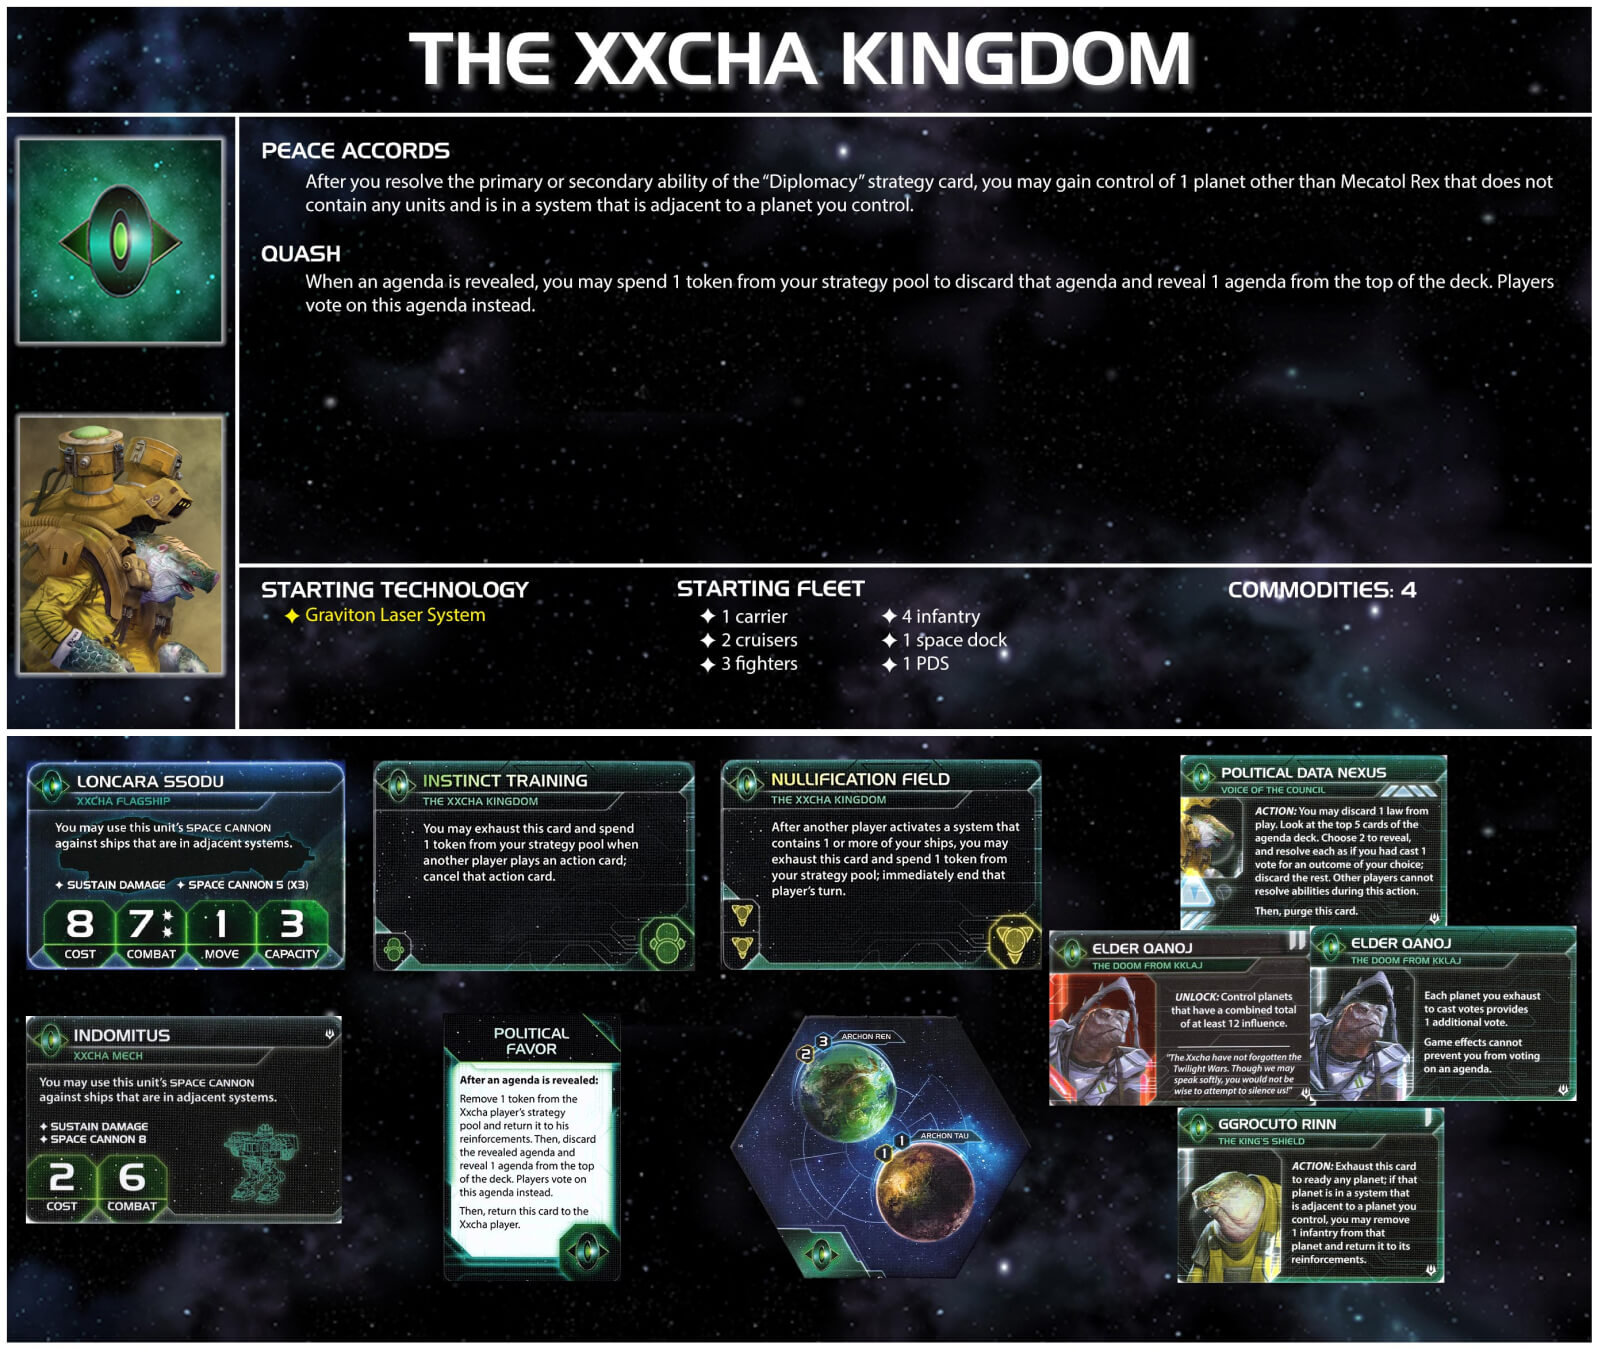 THE XXCHA KINGDOM
PEACE ACCORDS
After you resolve the primary or secondary ability of the “Diplomacy” strategy card, you may gain control of 1 planet other than Mecatol Rex that does not
contain any units and is in a system that is adjacent to a planet you control.
QUASH
When an agenda is revealed, you may spend 1 token from your strategy pool to discard that agenda and reveal 1 agenda from the top of the deck. Players
vote on this agenda instead.
STARTING TECHNOLOGY
Graviton Laser System
STARTING FLEET
1 carrier
2 cruisers
3 fighters
4 infantry
1 space dock
1 PDS
COMMODITIES: 4
LONCARA SSODU
XXCHA FLAGSHIP
You may use this unit's SPACE CANNON
against ships that are in adjacent systems.
SUSTAIN DAMAGE SPACE CANNON 5 (X3)
8 7 1 3
COST COMBAT MOVE CAPACITY
INSTINCT TRAINING
THE XXCHA KINGDOM
You may exhaust this card and spend
1 token from your strategy pool when
another player plays an action card;
cancel that action card.
NULLIFICATION FIELD
THE XXCHA KINGDOM
After another player activates a system that
contains 1 or more of your ships, you may
exhaust this card and spend 1 token from
your strategy pool; immediately end that
player's turn.
POLITICAL DATA NEXUS
VOICE OF THE COUNCIL
ACTION: You may discard 1 law from
play. Look at the top 5 cards of the
agenda deck. Choose 2 to reveal,
and resolve each as if you had cast 1
vote for an outcome of your choice;
discard the rest. Other players cannot
resolve abilities during this action.
Then, purge this card.
ELDER QANOJ
THE DOOM FROM KKLAJ
UNLOCK: Control planets
that have a combined total
of at least 12 influence.
"The Xxcha have not forgotten the
Twilight Wars. Though we may
speak softly, you would not be
wise to attempt to silence us!"
ELDER QANOJ
THE DOOM FROM KKLAJ
Each planet you exhaust
to cast votes provides
1 additional vote.
Game effects cannot
prevent you from voting
on an agenda.
INDOMITUS
XXCHA MECH
You may use this unit's SPACE CANNON
against ships that are in adjacent systems.
SUSTAIN DAMAGE
SPACE CANNON 8
2 6
COST COMBAT
POLITICAL
FAVOR
After an agenda is revealed:
Remove 1 token from the
Xxcha player's strategy
pool and return it to his
reinforcements. Then, discard
the revealed agenda and
reveal 1 agenda from the top
of the deck. Players vote on
this agenda instead.
Then, return this card to the
Xxcha player.
2 3 ARCHON REN
1 1 ARCHON TAU
GGROCUTO RINN
THE KING'S SHIELD
ACTION: Exhaust this card
to ready any planet; if that
planet is in a system that
is adjacent to a planet you
control, you may remove
1 infantry from that
planet and return it to its
reinforcements.